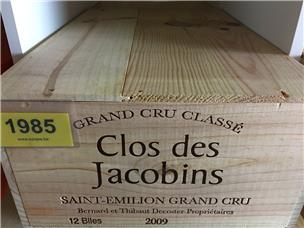 1985
GRAND CRU CLASSÉ
Clos des
Jacobins
SAINT-EMILION GRAND CRU
Bernard et Thibaut Decoster Propriétaires
12 Blles 2009